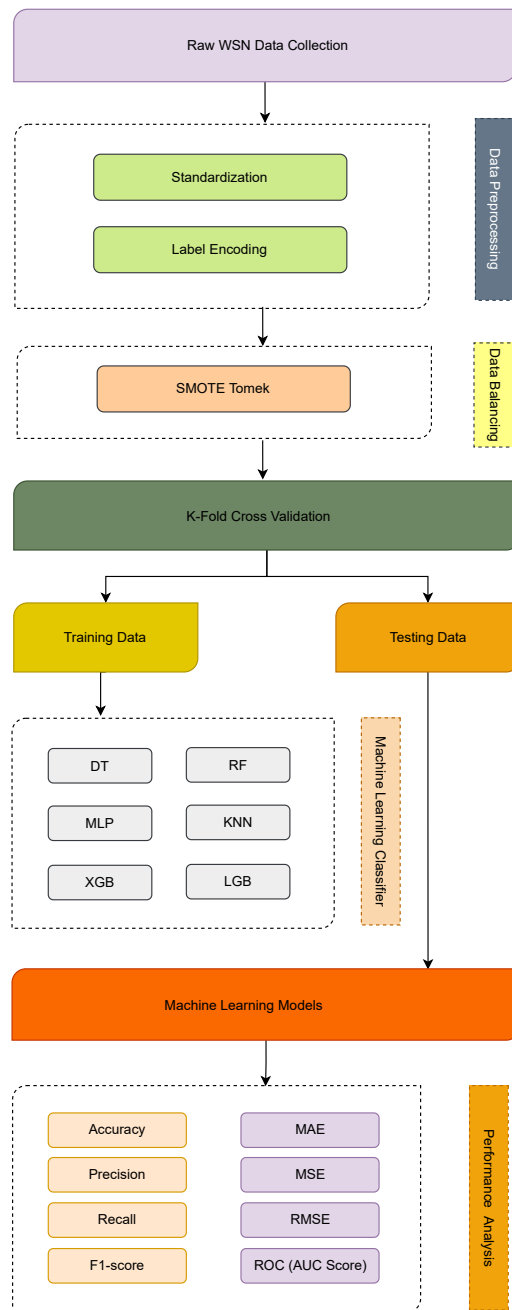 Raw WSN Data Collection
Standardization
Label Encoding
Data Preprocessing
SMOTE Tomek
Data Balancing
K-Fold Cross Validation
Training Data
Testing Data
DT
RF
MLP
KNN
XGB
LGB
Machine Learning Classifier
Machine Learning Models
Accuracy
MAE
Precision
MSE
Recall
RMSE
F1-score
ROC (AUC Score)
Performance Analysis